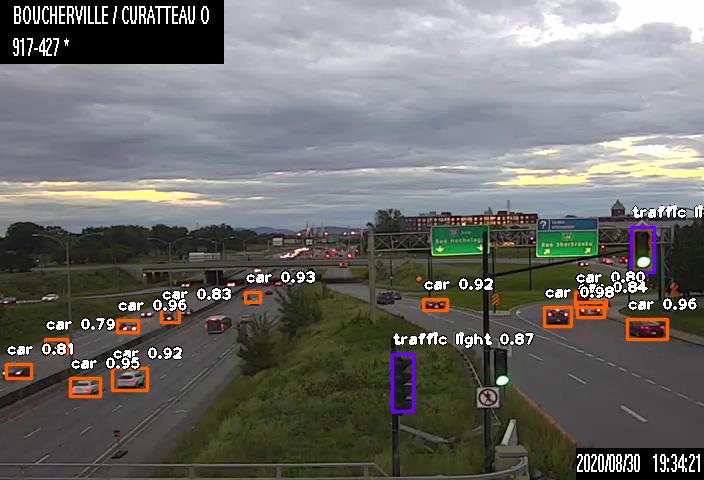 BOUCHERVILLE / CURATTEAU O
917-427 *
traffic li
Rue Hochelaga
Rue Sherbrooke
car 0.93
car 0.80
car 0.92
car 0.83
car 0.98
0.84
car 0.96
car 0.96
car 0.79
traffic light 0.87
car 0.81
car 0.92
car 0.95
2020/08/30 19:34:21